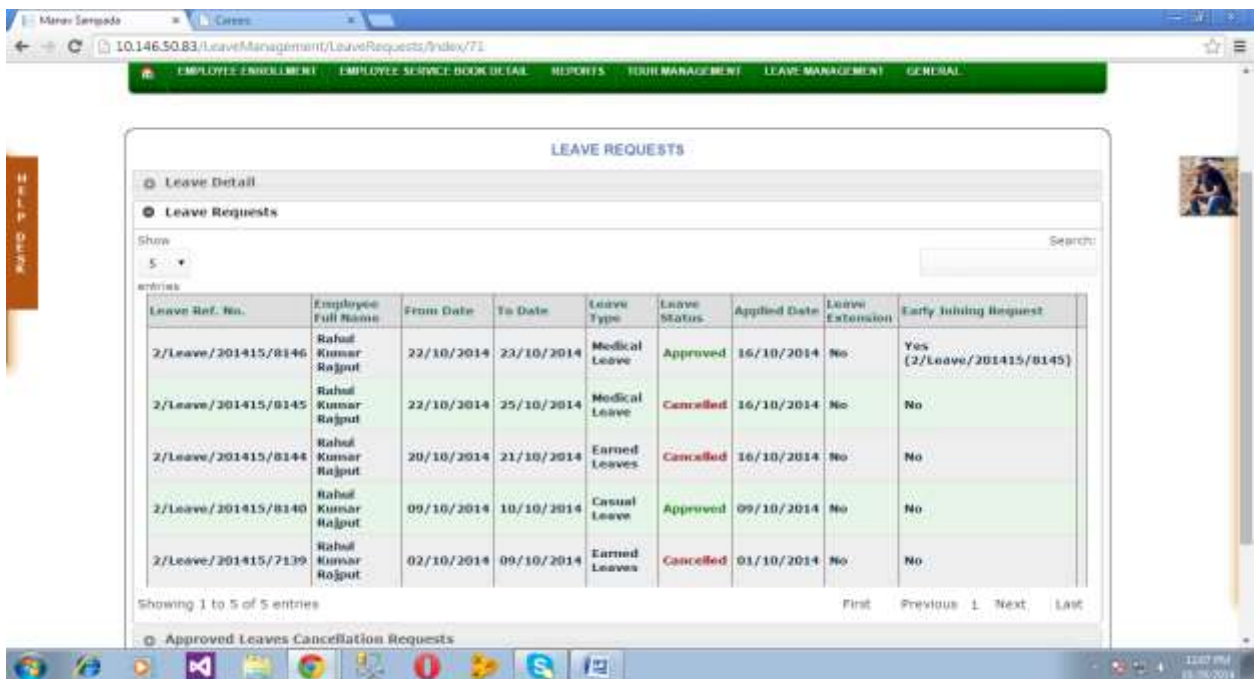 Manav Sampada
Careers
10.146.50.83/LeaveManagement/LeaveRequests/Index/71
EMPLOYEE ENROLLMENT EMPLOYEE SERVICE BOOK DETAIL REPORTS TOUR MANAGEMENT LEAVE MANAGEMENT GENERAL
HELP DESK
LEAVE REQUESTS
Leave Detail
Leave Requests
Show
Search:
5
entries
Leave Ref. No. Employee Full Name From Date To Date Leave Type Leave Status Applied Date Leave Extension Early Joining Request
2/Leave/201415/8146 Rahul Kumar Rajput 22/10/2014 23/10/2014 Medical Leave Approved 16/10/2014 No Yes (2/Leave/201415/8145)
2/Leave/201415/8145 Rahul Kumar Rajput 22/10/2014 25/10/2014 Medical Leave Cancelled 16/10/2014 No No
2/Leave/201415/8144 Rahul Kumar Rajput 20/10/2014 21/10/2014 Earned Leaves Cancelled 16/10/2014 No No
2/Leave/201415/8140 Rahul Kumar Rajput 09/10/2014 10/10/2014 Casual Leave Approved 09/10/2014 No No
2/Leave/201415/7139 Rahul Kumar Rajput 02/10/2014 09/10/2014 Earned Leaves Cancelled 01/10/2014 No No
Showing 1 to 5 of 5 entries
First Previous 1 Next Last
Approved Leaves Cancellation Requests
12:07 PM